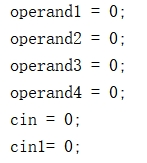 operand1 = 0;
operand2 = 0;
operand3 = 0;
operand4 = 0;
cin = 0;
cin1= 0;